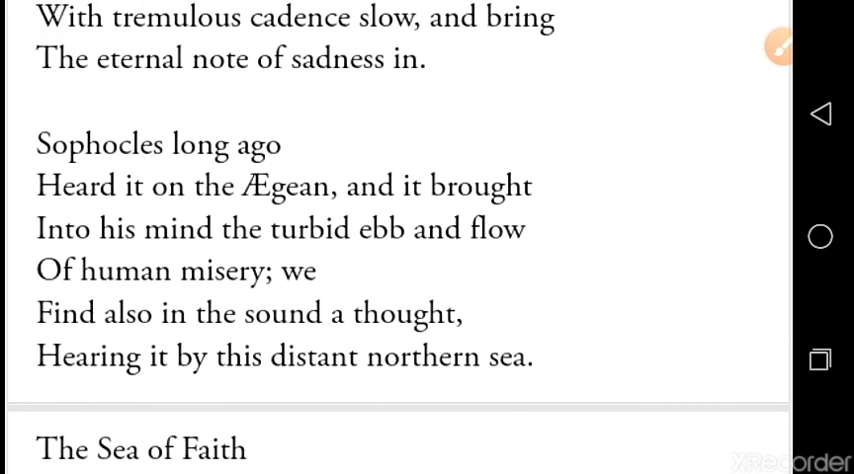 With tremulous cadence slow, and bring
The eternal note of sadness in.
Sophocles long ago
Heard it on the Ægean, and it brought
Into his mind the turbid ebb and flow
Of human misery; we
Find also in the sound a thought,
Hearing it by this distant northern sea.
The Sea of Faith
XRecorder